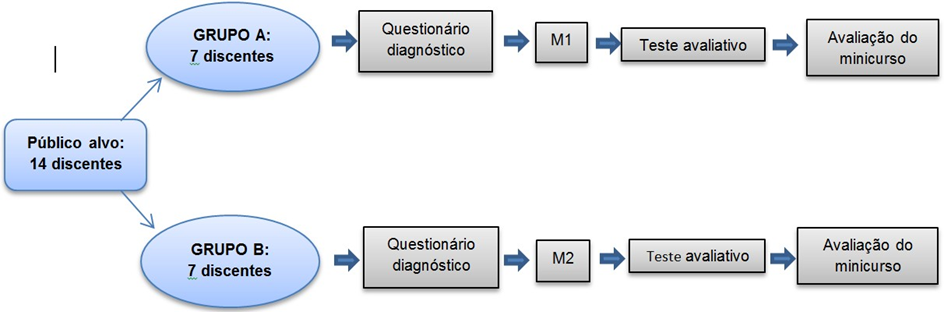 GRUPO A:
7 discentes
Questionário
diagnóstico
M1
Teste avaliativo
Avaliação do
minicurso
Público alvo:
14 discentes
GRUPO B:
7 discentes
Questionário
diagnóstico
M2
Teste avaliativo
Avaliação do
minicurso